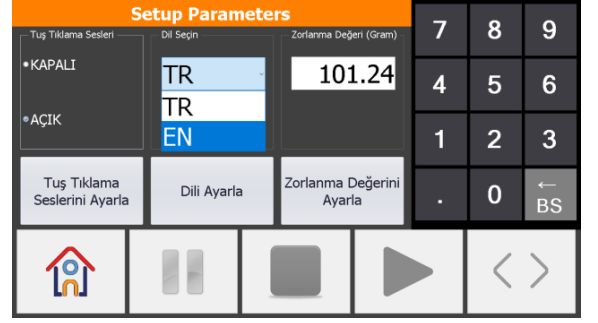 Setup Parameters
Tuş Tıklama Sesleri
Dil Seçin
Zorlanma Değeri (Gram)
KAPALI
AÇIK
TR
TR
EN
101.24
7 8 9
4 5 6
1 2 3
. 0 ← BS
Tuş Tıklama
Seslerini Ayarla
Dili Ayarla
Zorlanma Değerini
Ayarla